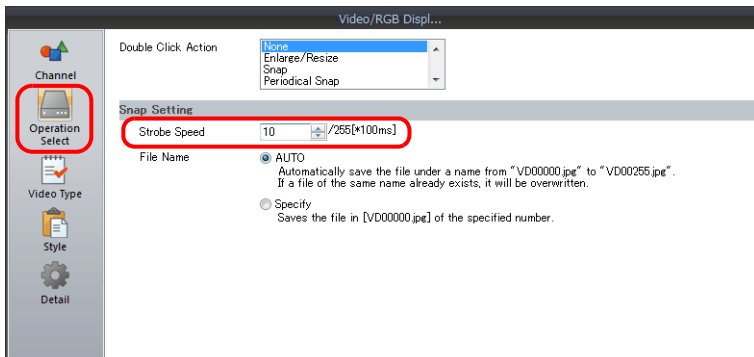 Video/RGB Displ...
Channel
Operation
Select
Video Type
Style
Detail
Double Click Action
None
Enlarge/Resize
Snap
Periodical Snap
Snap Setting
Strobe Speed 10 /255[*100ms]
File Name AUTO
Automatically save the file under a name from "VD00000.jpg" to "VD00255.jpg".
If a file of the same name already exists, it will be overwritten.
Specify
Saves the file in [VD00000.jpg] of the specified number.